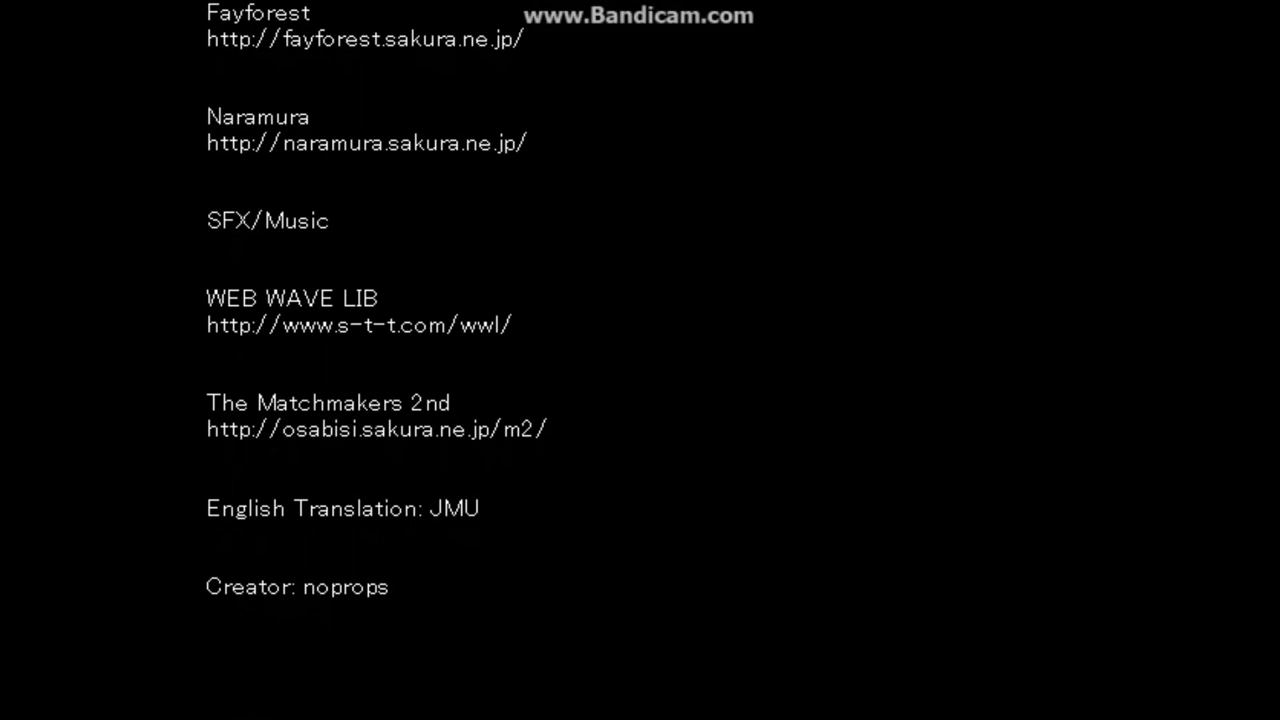 Fayforest
www.Bandicam.com
http://fayforest.sakura.ne.jp/
Naramura
http://naramura.sakura.ne.jp/
SFX/Music
WEB WAVE LIB
http://www.s-t-t.com/wwl/
The Matchmakers 2nd
http://osabisi.sakura.ne.jp/m2/
English Translation: JMU
Creator: noprops